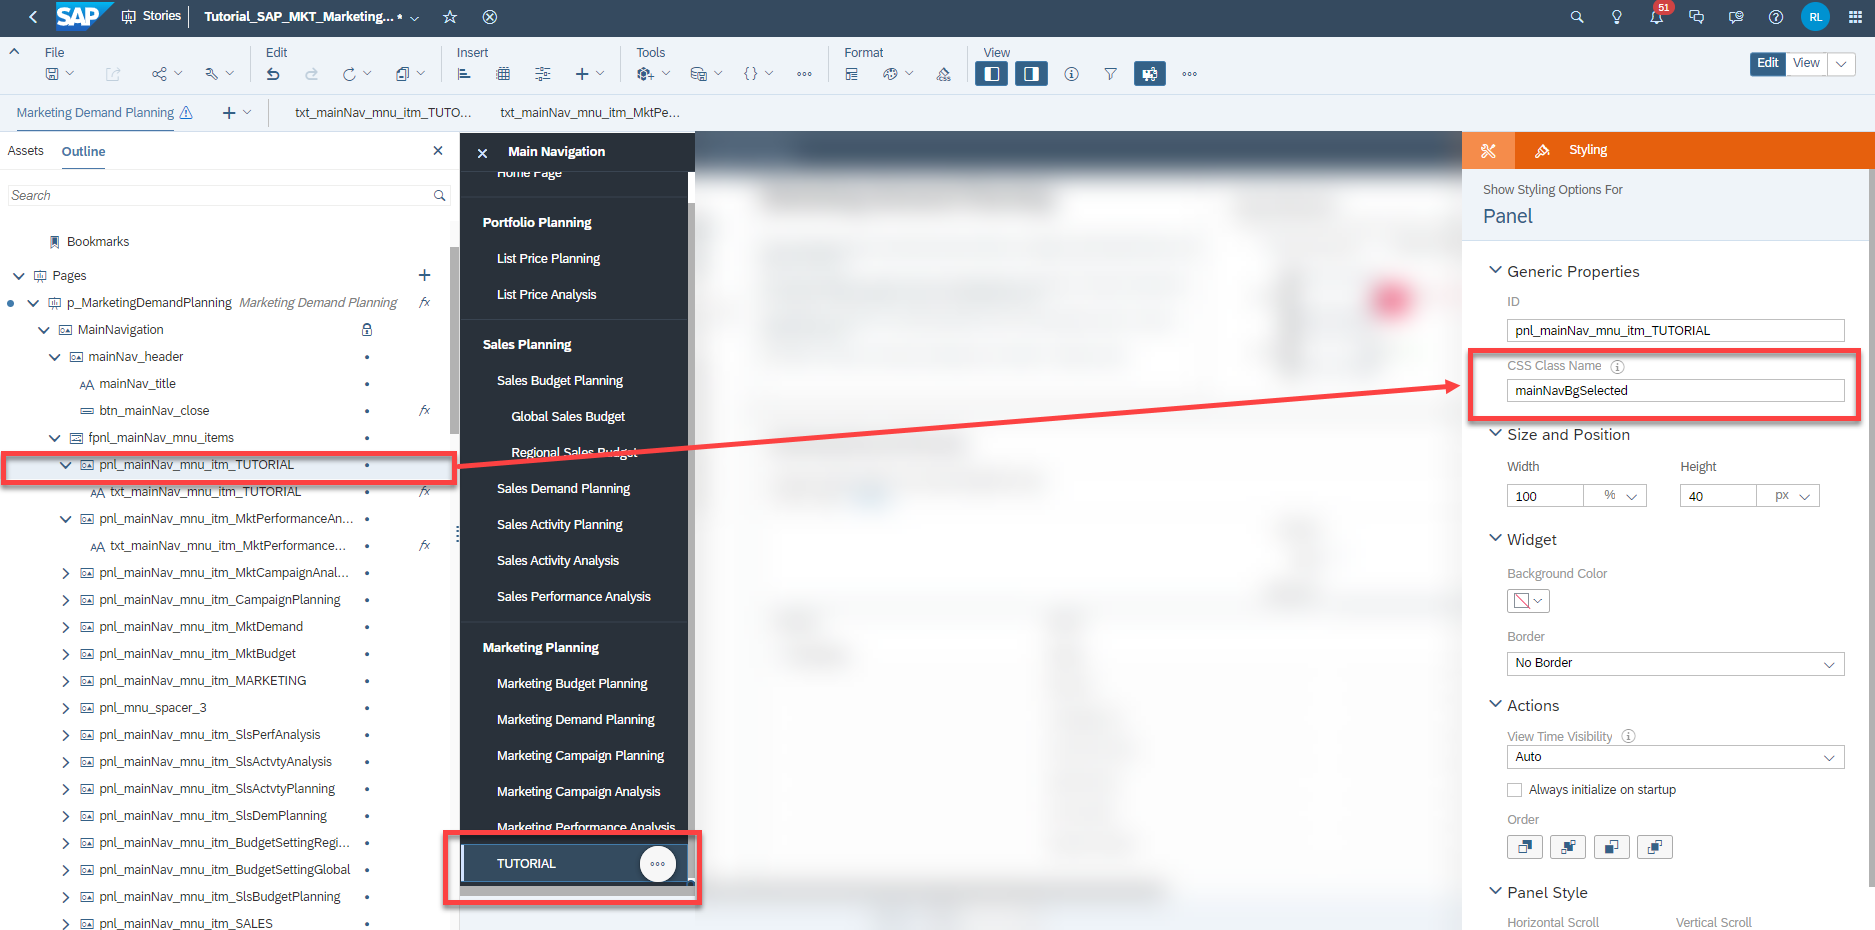 SAP Stories Tutorial_SAP_MKT_Marketing... * 51 RL
File Edit Insert Tools Format View
Edit View
Marketing Demand Planning txt_mainNav_mnu_itm_TUTO... txt_mainNav_mnu_itm_MktPe...
Assets Outline
Search
Bookmarks
Pages
p_MarketingDemandPlanning Marketing Demand Planning fx
MainNavigation
mainNav_header
AA mainNav_title
btn_mainNav_close fx
fpnl_mainNav_mnu_items
pnl_mainNav_mnu_itm_TUTORIAL
AA txt_mainNav_mnu_itm_TUTORIAL fx
pnl_mainNav_mnu_itm_MktPerformanceAn...
AA txt_mainNav_mnu_itm_MktPerformance... fx
pnl_mainNav_mnu_itm_MktCampaignAnal...
pnl_mainNav_mnu_itm_CampaignPlanning
pnl_mainNav_mnu_itm_MktDemand
pnl_mainNav_mnu_itm_MktBudget
pnl_mainNav_mnu_itm_MARKETING
pnl_mnu_spacer_3
pnl_mainNav_mnu_itm_SlsPerfAnalysis
pnl_mainNav_mnu_itm_SlsActvtyAnalysis
pnl_mainNav_mnu_itm_SlsActvtyPlanning
pnl_mainNav_mnu_itm_SlsDemPlanning
pnl_mainNav_mnu_itm_BudgetSettingRegi...
pnl_mainNav_mnu_itm_BudgetSettingGlobal
pnl_mainNav_mnu_itm_SlsBudgetPlanning
pnl_mainNav_mnu_itm_SALES
Main Navigation
Home Page
Portfolio Planning
List Price Planning
List Price Analysis
Sales Planning
Sales Budget Planning
Global Sales Budget
Regional Sales Budget
Sales Demand Planning
Sales Activity Planning
Sales Activity Analysis
Sales Performance Analysis
Marketing Planning
Marketing Budget Planning
Marketing Demand Planning
Marketing Campaign Planning
Marketing Campaign Analysis
Marketing Performance Analysis
TUTORIAL
Styling
Show Styling Options For
Panel
Generic Properties
ID
pnl_mainNav_mnu_itm_TUTORIAL
CSS Class Name
mainNavBgSelected
Size and Position
Width Height
100 % 40 px
Widget
Background Color
Border
No Border
Actions
View Time Visibility
Auto
Always initialize on startup
Order
Panel Style
Horizontal Scroll Vertical Scroll